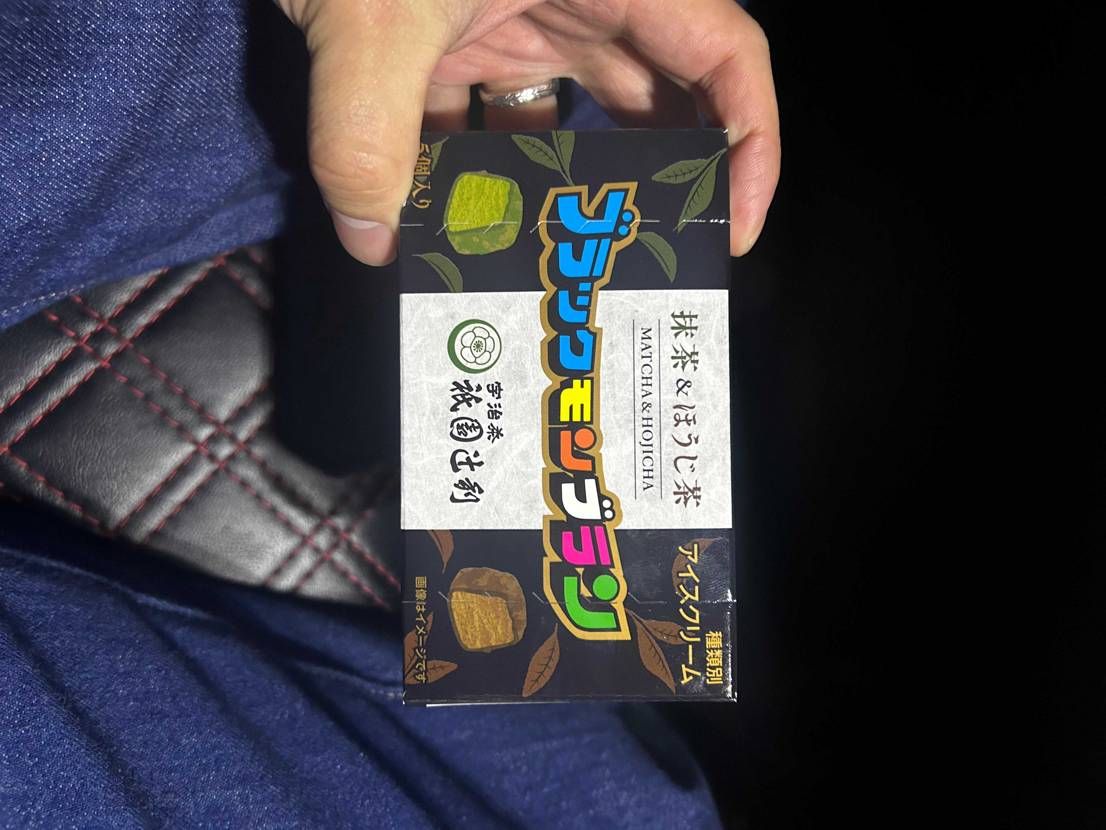 抹茶&ほうじ茶
MATCHA&HOJICHA
種類別
アイスクリーム
ブラックモンブラン
宇治茶
祇園辻利
5個入り
画像はイメージです